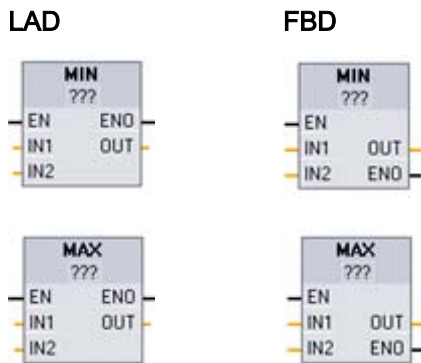 LAD FBD
MIN MIN
??? ???
EN ENO EN
IN1 OUT IN1 OUT
IN2 IN2 ENO
MAX MAX
??? ???
EN ENO EN
IN1 OUT IN1 OUT
IN2 IN2 ENO